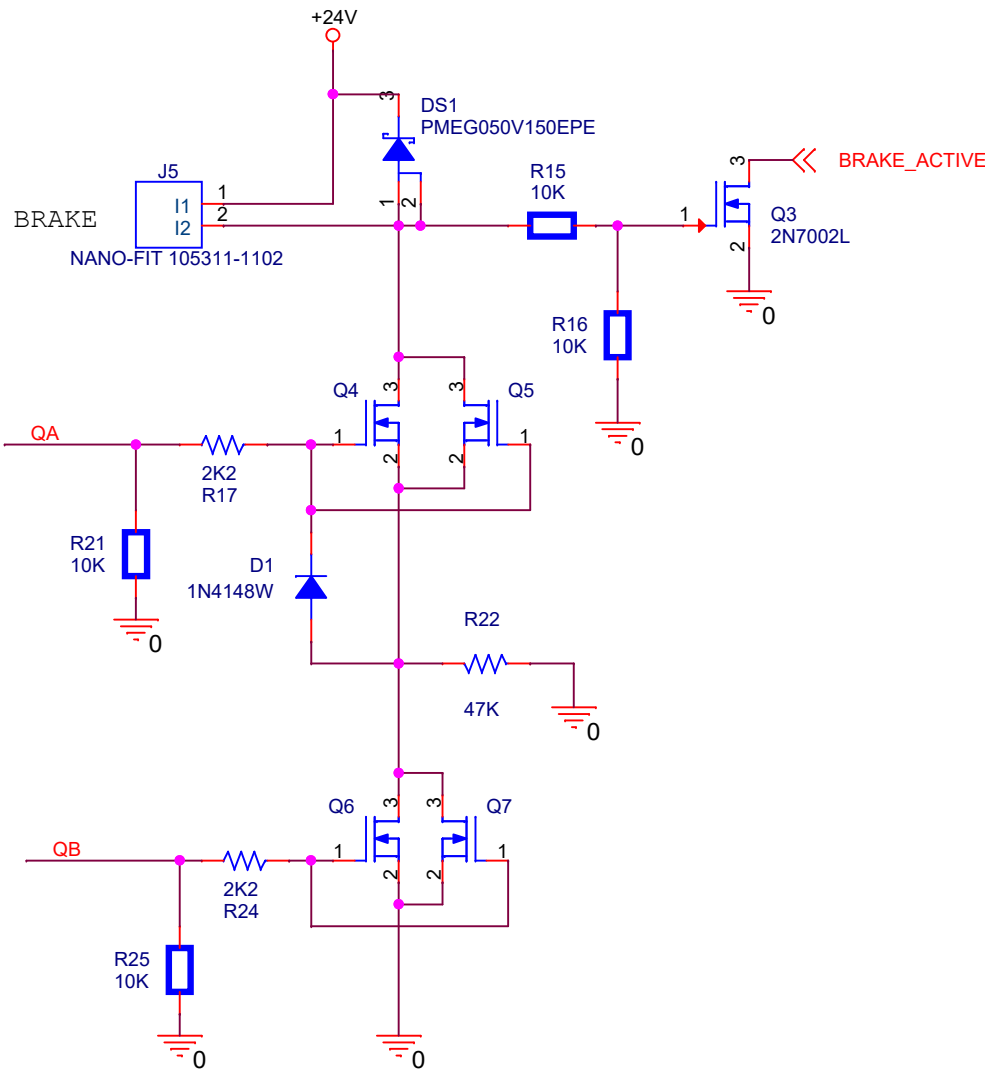 +24V
3
DS1
PMEG050V150EPE
J5
1
I1
2
I2
BRAKE
NANO-FIT 105311-1102
1
2
R15
10K
3
BRAKE_ACTIVE
1
Q3
2N7002L
2
0
R16
10K
0
Q4
3
3
Q5
QA
1
1
2
2
2K2
R17
R21
10K
0
D1
1N4148W
R22
47K
0
Q6
3
3
Q7
QB
1
1
2
2
2K2
R24
R25
10K
0
0